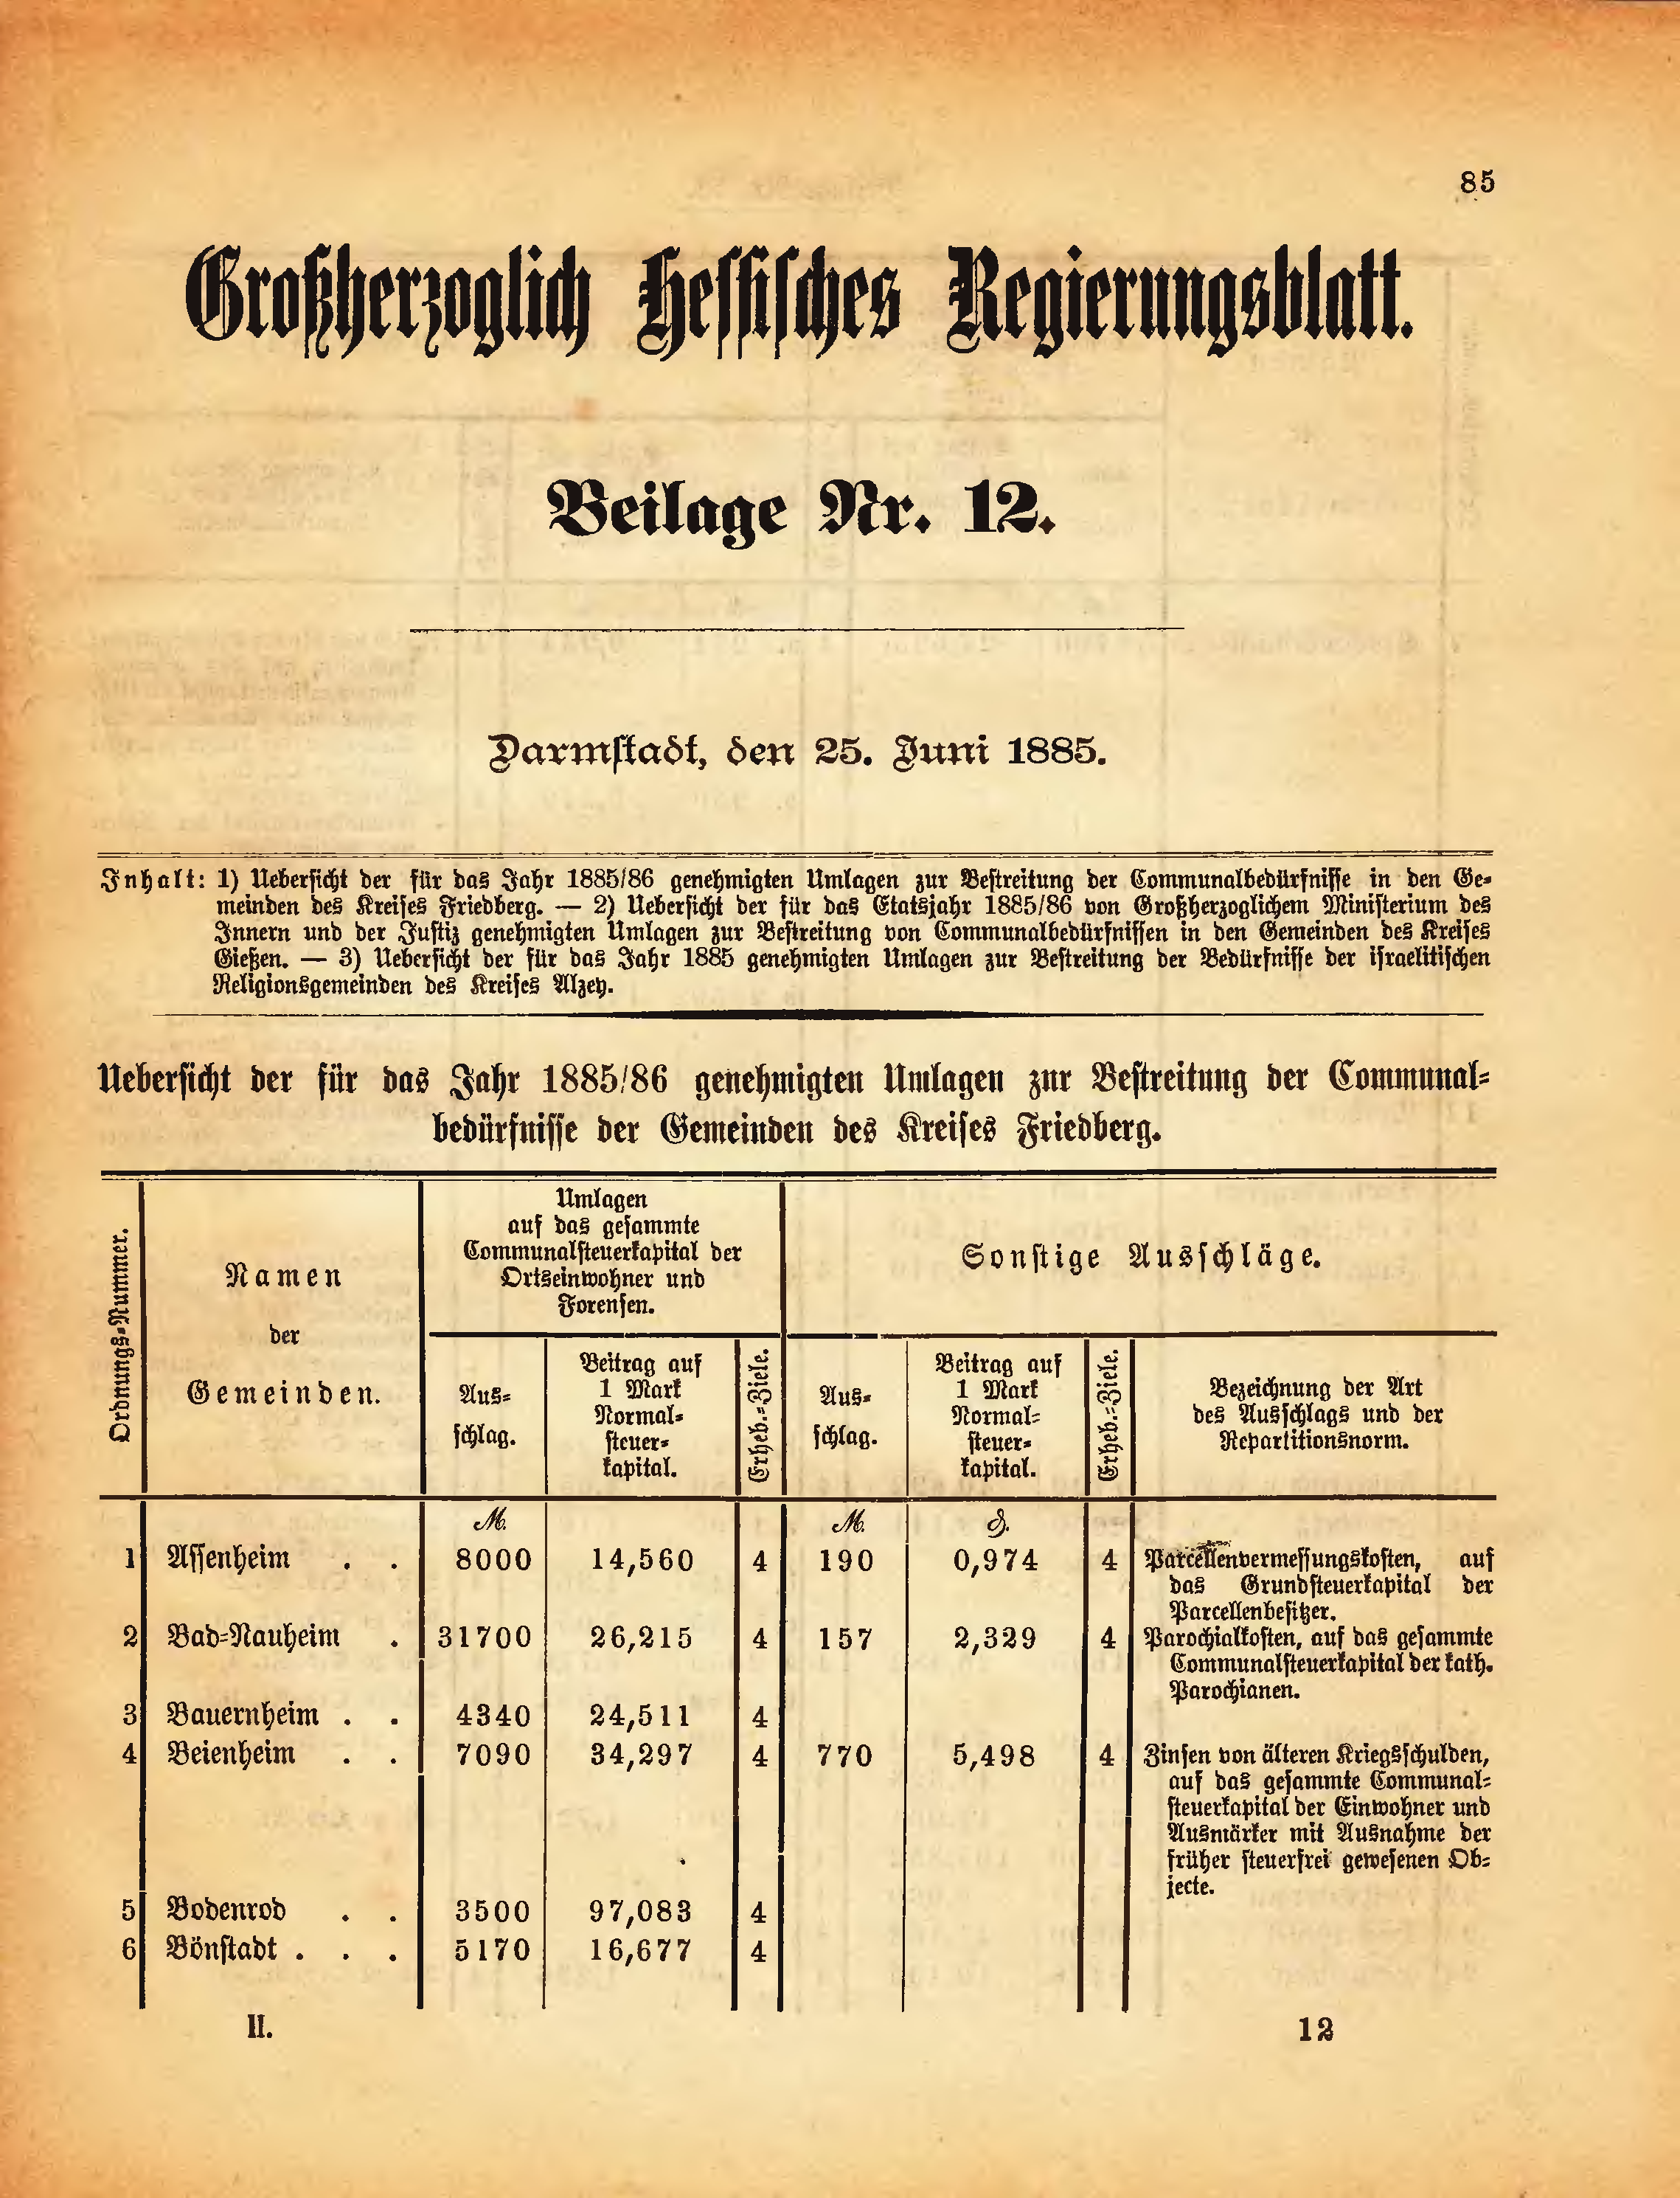 85
Großherzoglich Hessisches Regierungsblatt.
Beilage Nr. 12.
Darmstadt, den 25. Juni 1885.
Inhalt: 1) Uebersicht der für das Jahr 1885/86 genehmigten Umlagen zur Bestreitung der Communalbedürfnisse in den Ge-
meinden des Kreises Friedberg. — 2) Uebersicht der für das Etatsjahr 1885/86 von Großherzoglichem Ministerium des
Innern und der Justiz genehmigten Umlagen zur Bestreitung von Communalbedürfnissen in den Gemeinden des Kreises
Gießen. — 3) Uebersicht der für das Jahr 1885 genehmigten Umlagen zur Bestreitung der Bedürfnisse der israelitischen
Religionsgemeinden des Kreises Alzey.
Uebersicht der für das Jahr 1885/86 genehmigten Umlagen zur Bestreitung der Communal-
bedürfnisse der Gemeinden des Kreises Friedberg.
Ordnungs-Nummer.
Namen
der
Gemeinden.
Umlagen
auf das gesammte
Communalsteuerkapital der
Ortseinwohner und
Forensen.
Sonstige Ausschläge.
Aus-
schlag.
Beitrag auf
1 Mark
Normal-
steuer-
kapital.
Erheb.-Ziele.
Aus-
schlag.
Beitrag auf
1 Mark
Normal-
steuer-
kapital.
Erheb.-Ziele.
Bezeichnung der Art
des Ausschlags und der
Repartitionsnorm.
M. M. ₰.
1 Assenheim . . 8000 14,560 4 190 0,974 4 Parcellenvermessungskosten, auf
das Grundsteuerkapital der
Parcellenbesitzer.
2 Bad-Nauheim . 31700 26,215 4 157 2,329 4 Parochialkosten, auf das gesammte
Communalsteuerkapital der kath.
Parochianen.
3 Bauernheim . . 4340 24,511 4
4 Beienheim . . 7090 34,297 4 770 5,498 4 Zinsen von älteren Kriegsschulden,
auf das gesammte Communal-
steuerkapital der Einwohner und
Ausmärker mit Ausnahme der
früher steuerfrei gewesenen Ob-
jecte.
5 Bodenrod . . 3500 97,083 4
6 Bönstadt . . . 5170 16,677 4
II. 12